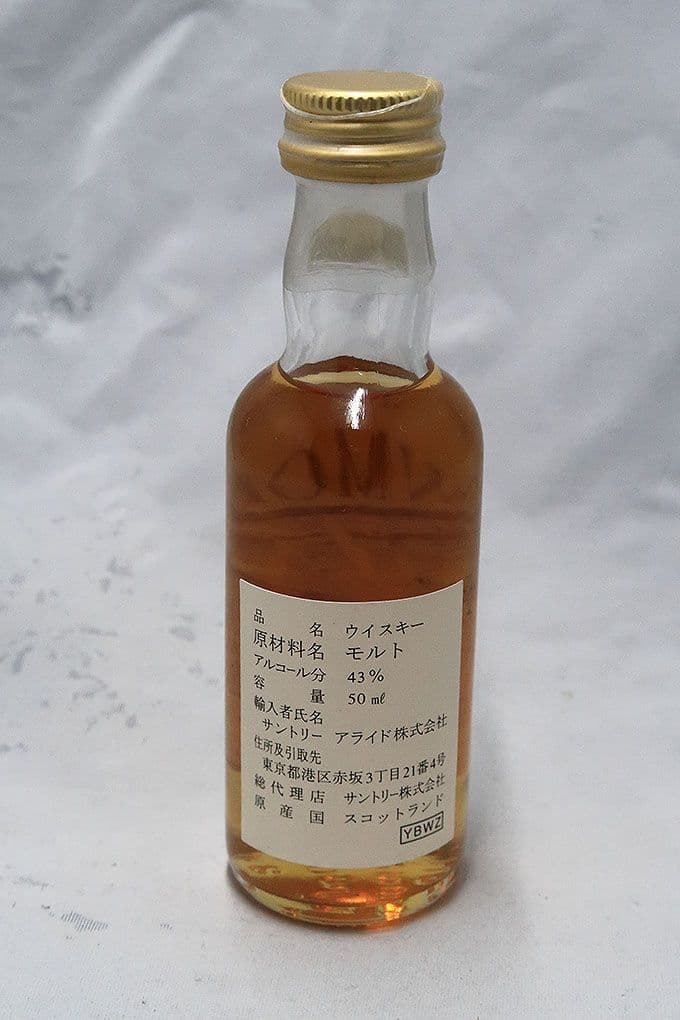 品 名 ウイスキー
原材料名 モルト
アルコール分 43%
容 量 50㎖
輸入者氏名
サントリー アライド株式会社
住所及引取先
東京都港区赤坂3丁目21番4号
総代理店 サントリー株式会社
原産国 スコットランド
YBWZ